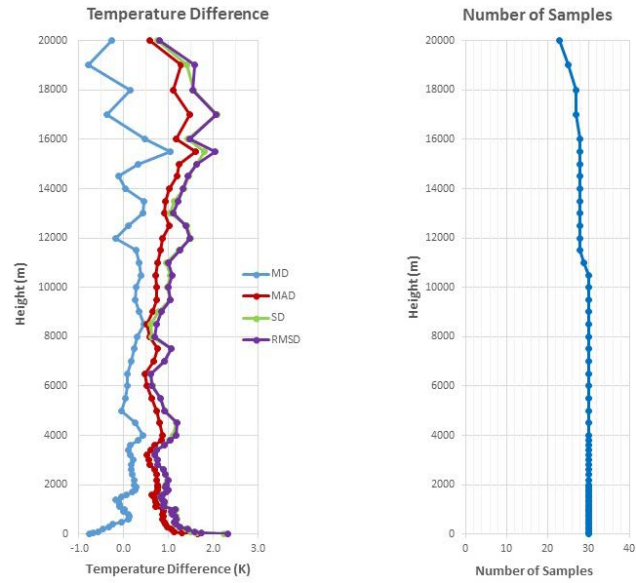 Temperature Difference
20000
18000
16000
14000
12000
10000
8000
6000
4000
2000
0
Height (m)
-1.0 0.0 1.0 2.0 3.0
Temperature Difference (K)
MD
MAD
SD
RMSD
Number of Samples
20000
18000
16000
14000
12000
10000
8000
6000
4000
2000
0
Height (m)
0 10 20 30 40
Number of Samples